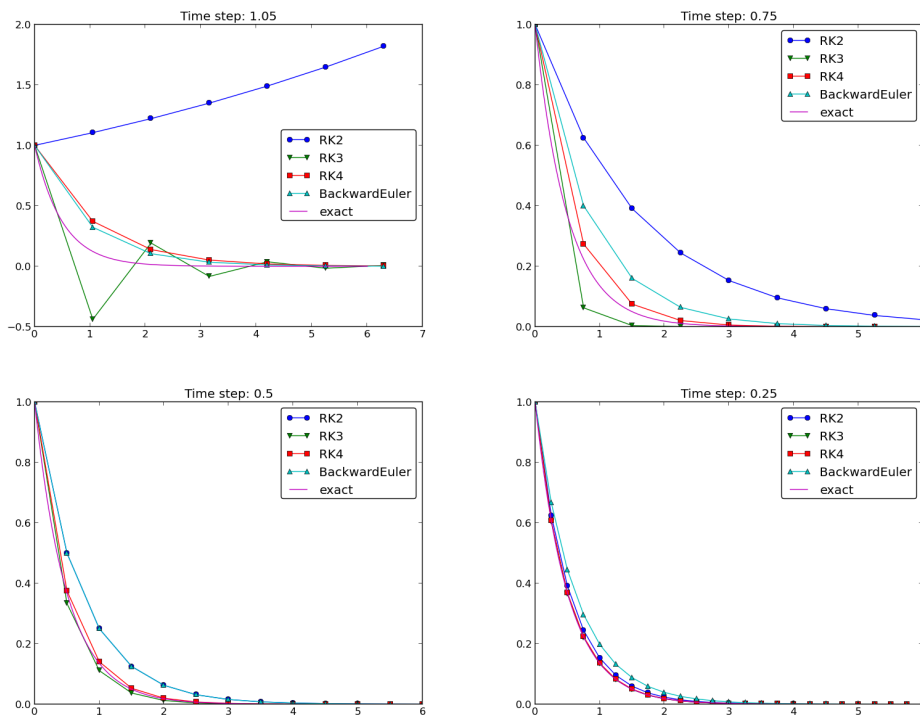 Time step: 1.05
2.0
1.5
1.0
0.5
0.0
−0.5
0 1 2 3 4 5 6 7
RK2
RK3
RK4
BackwardEuler
exact
Time step: 0.75
1.0
0.8
0.6
0.4
0.2
0.0
0 1 2 3 4 5
RK2
RK3
RK4
BackwardEuler
exact
Time step: 0.5
1.0
0.8
0.6
0.4
0.2
0.0
0 1 2 3 4 5 6
RK2
RK3
RK4
BackwardEuler
exact
Time step: 0.25
1.0
0.8
0.6
0.4
0.2
0.0
0 1 2 3 4 5
RK2
RK3
RK4
BackwardEuler
exact